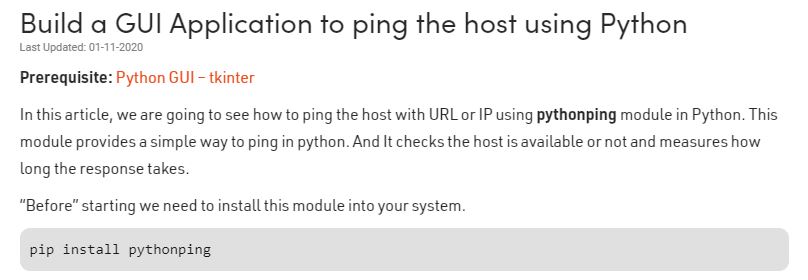 Build a GUI Application to ping the host using Python
Last Updated: 01-11-2020
Prerequisite: Python GUI – tkinter
In this article, we are going to see how to ping the host with URL or IP using pythonping module in Python. This
module provides a simple way to ping in python. And It checks the host is available or not and measures how
long the response takes.
“Before” starting we need to install this module into your system.
pip install pythonping